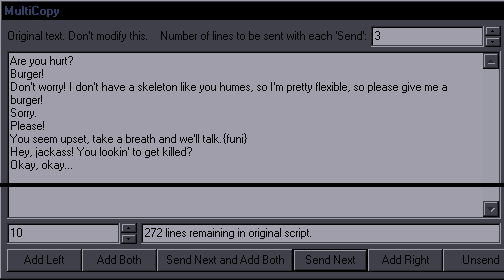 MultiCopy
Original text. Don't modify this. Number of lines to be sent with each 'Send': 3
Are you hurt?
Burger!
Don't worry! I don't have a skeleton like you humes, so I'm pretty flexible, so please give me a
burger!
Sorry.
Please!
You seem upset, take a breath and we'll talk.{funi}
Hey, jackass! You lookin' to get killed?
Okay, okay...
10
272 lines remaining in original script.
Add Left
Add Both
Send Next and Add Both
Send Next
Add Right
Unsend